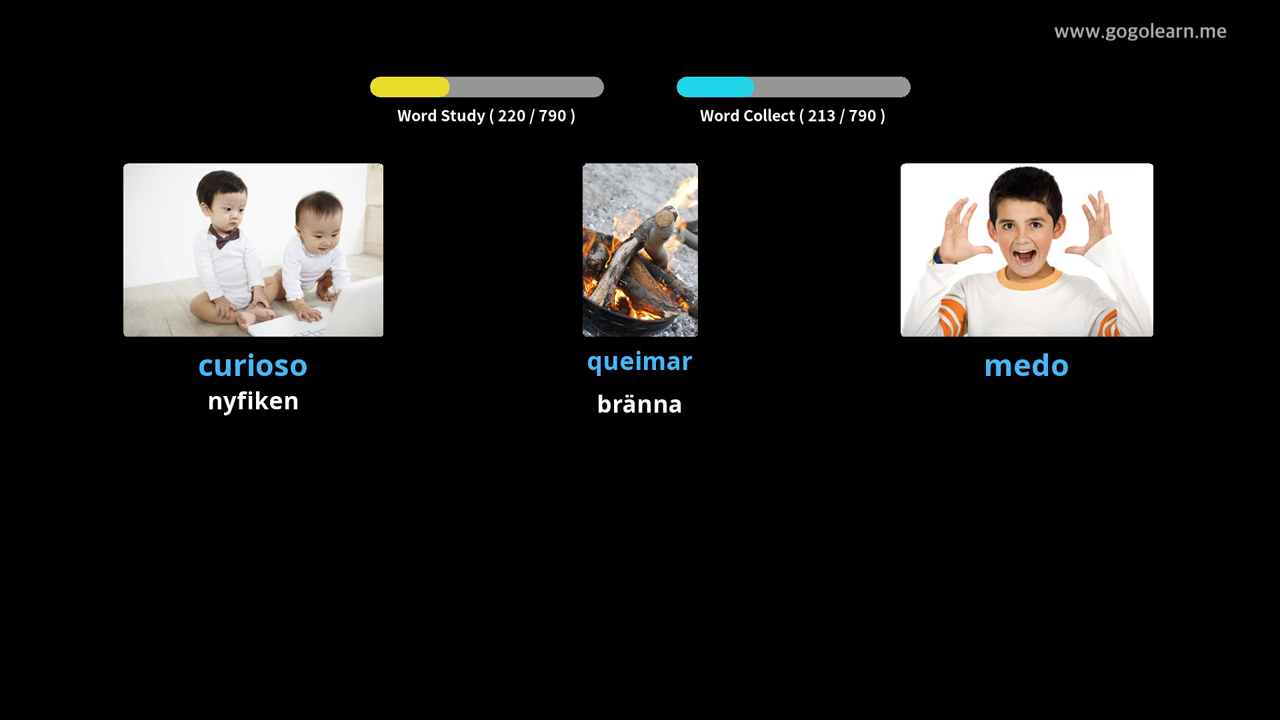 www.gogolearn.me
Word Study ( 220 / 790 )
Word Collect ( 213 / 790 )
curioso
nyfiken
queimar
bränna
medo